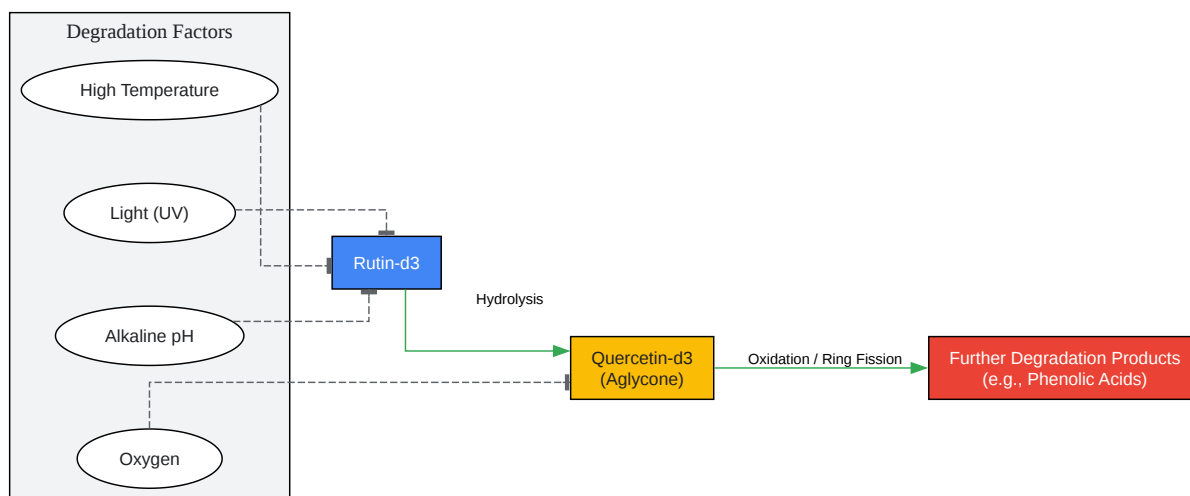 Degradation Factors
High Temperature
Light (UV)
Rutin-d3
Hydrolysis
Alkaline pH
Quercetin-d3
(Aglycone)
Oxidation / Ring Fission
Further Degradation Products
(e.g., Phenolic Acids)
Oxygen